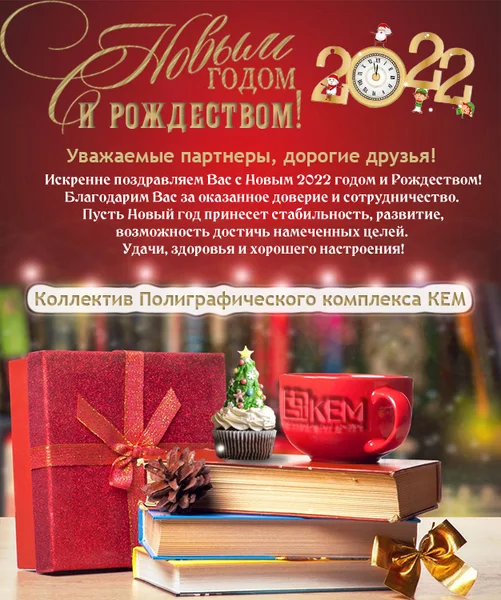 С Новым
годом
и Рождеством!
2022
Уважаемые партнеры, дорогие друзья!
Искренне поздравляем Вас с Новым 2022 годом и Рождеством!
Благодарим Вас за оказанное доверие и сотрудничество.
Пусть Новый год принесет стабильность, развитие,
возможность достичь намеченных целей.
Удачи, здоровья и хорошего настроения!
Коллектив Полиграфического комплекса КЕМ
КЕМ